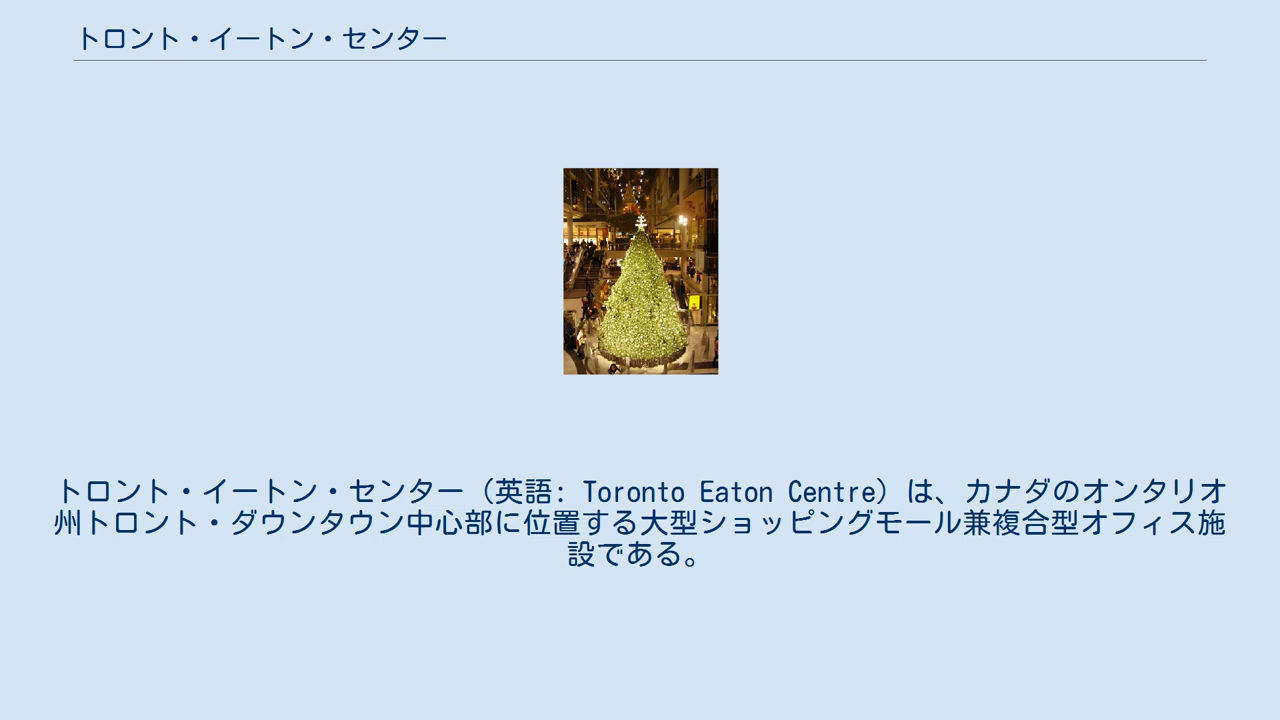 トロント・イートン・センター
トロント・イートン・センター（英語: Toronto Eaton Centre）は、カナダのオンタリオ
州トロント・ダウンタウン中心部に位置する大型ショッピングモール兼複合型オフィス施
設である。